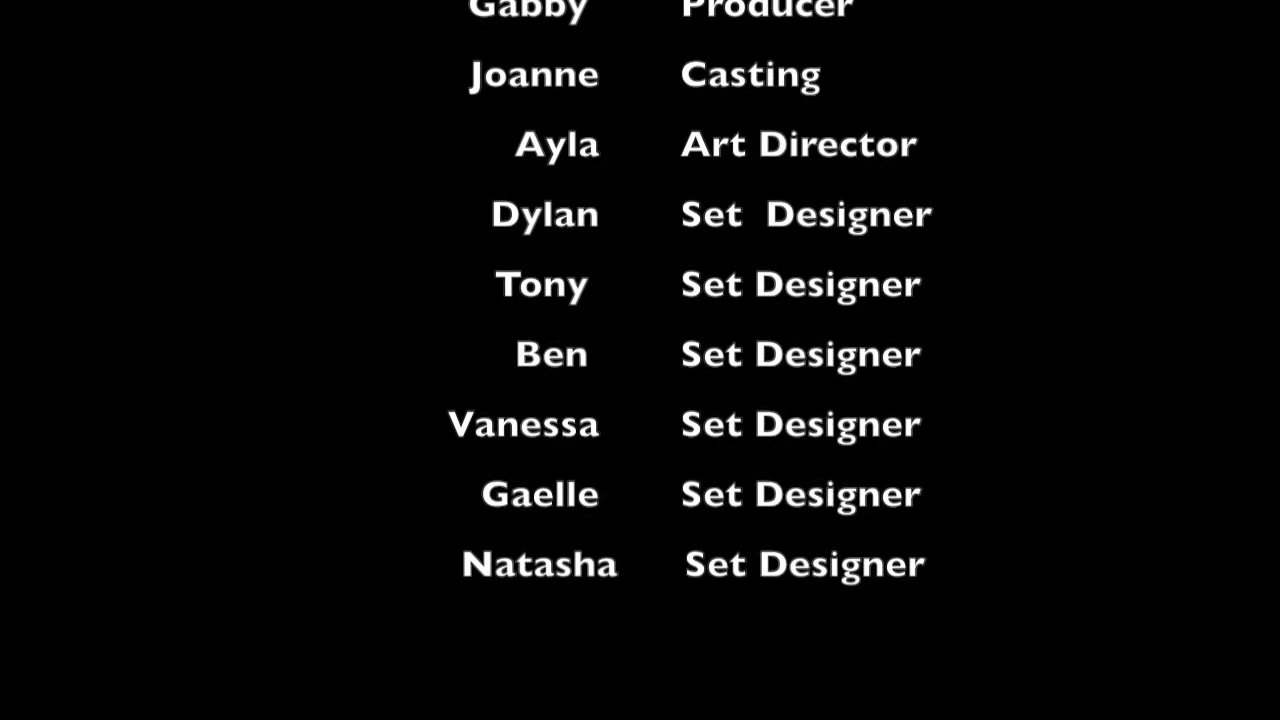 Gabby Producer
Joanne Casting
Ayla Art Director
Dylan Set Designer
Tony Set Designer
Ben Set Designer
Vanessa Set Designer
Gaelle Set Designer
Natasha Set Designer